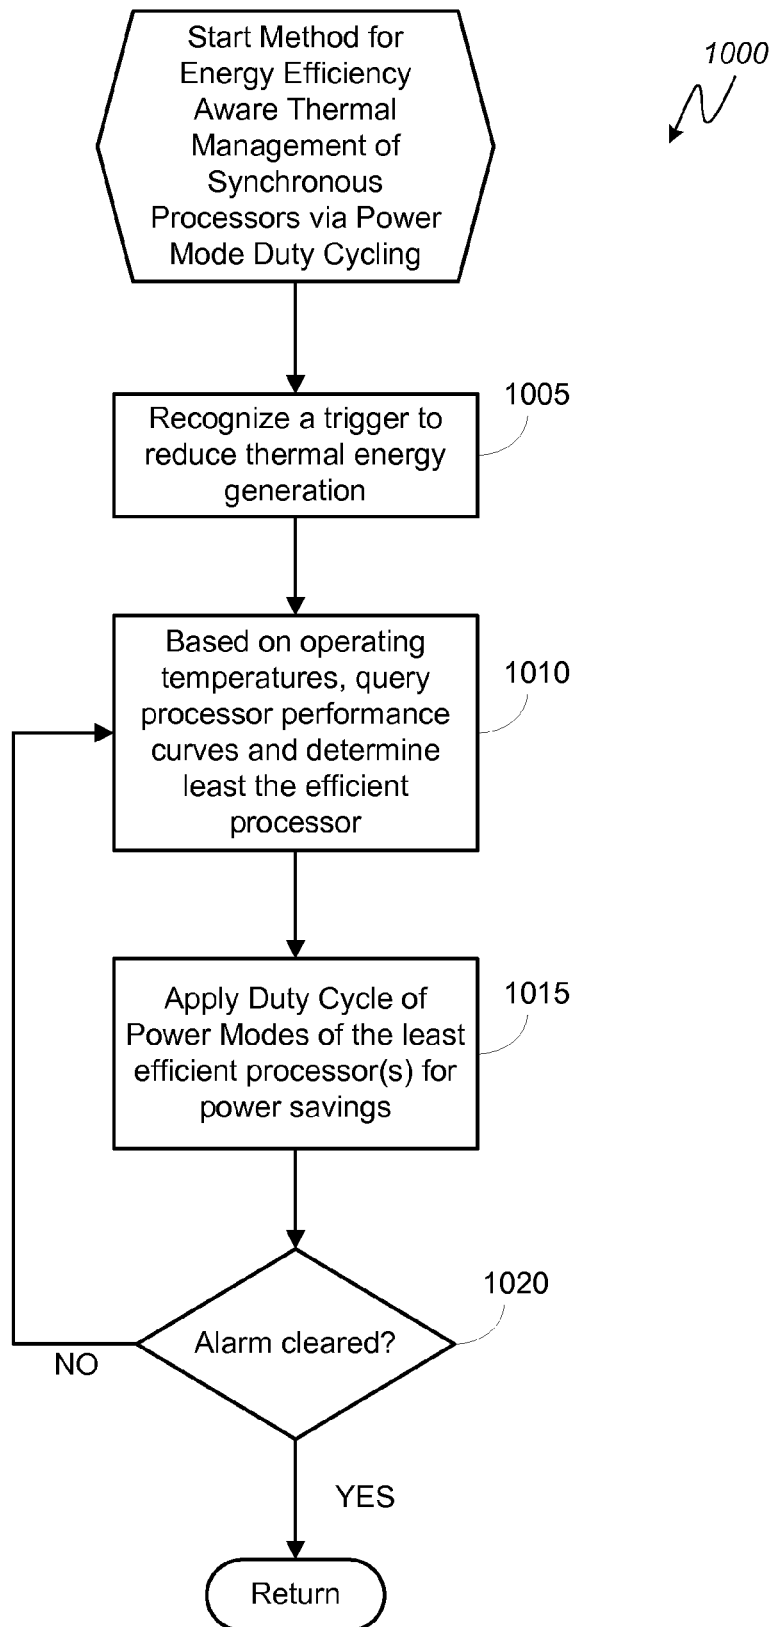 Start Method for
Energy Efficiency
Aware Thermal
Management of
Synchronous
Processors via Power
Mode Duty Cycling
1000
1005
Recognize a trigger to
reduce thermal energy
generation
1010
Based on operating
temperatures, query
processor performance
curves and determine
least the efficient
processor
1015
Apply Duty Cycle of
Power Modes of the least
efficient processor(s) for
power savings
1020
Alarm cleared?
NO
YES
Return